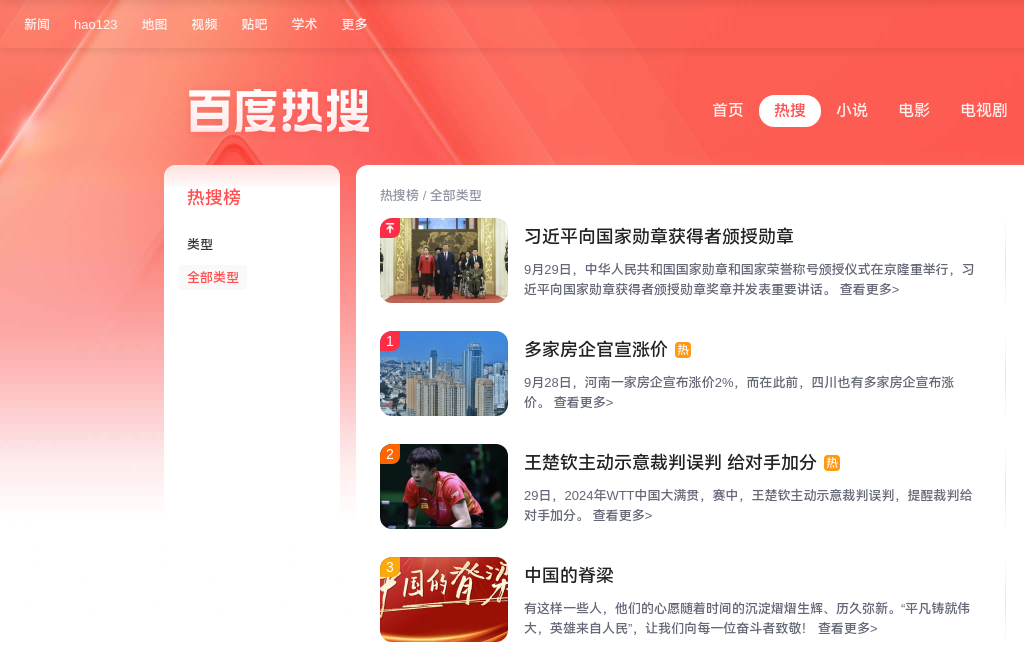 新闻 hao123 地图 视频 贴吧 学术 更多
百度热搜
首页 热搜 小说 电影 电视剧
热搜榜
类型
全部类型
热搜榜 / 全部类型
习近平向国家勋章获得者颁授勋章
9月29日，中华人民共和国国家勋章和国家荣誉称号颁授仪式在京隆重举行，习
近平向国家勋章获得者颁授勋章奖章并发表重要讲话。 查看更多>
1
多家房企官宣涨价 热
9月28日，河南一家房企宣布涨价2%，而在此前，四川也有多家房企宣布涨
价。 查看更多>
2
王楚钦主动示意裁判误判 给对手加分 热
29日，2024年WTT中国大满贯，赛中，王楚钦主动示意裁判误判，提醒裁判给
对手加分。 查看更多>
3
中国的脊梁
中国的脊梁
有这样一些人，他们的心愿随着时间的沉淀熠熠生辉、历久弥新。“平凡铸就伟
大，英雄来自人民”，让我们向每一位奋斗者致敬！ 查看更多>